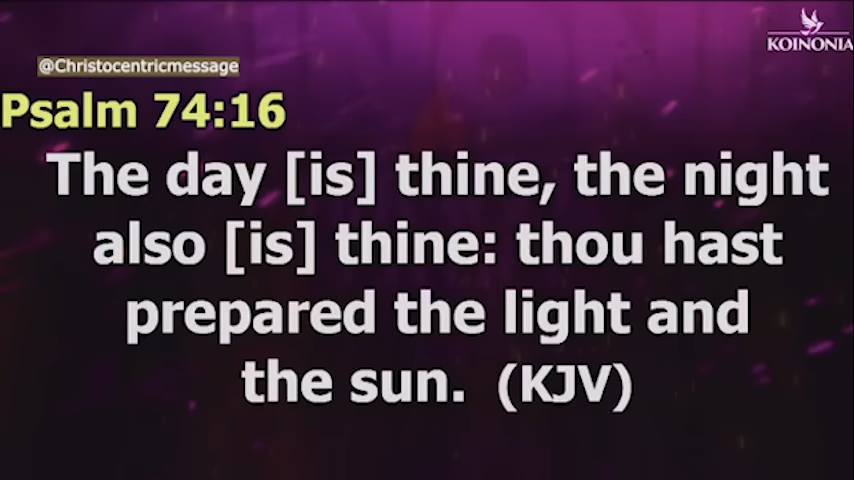 KOINONIA
@Christocentricmessage
Psalm 74:16
The day [is] thine, the night
also [is] thine: thou hast
prepared the light and
the sun. (KJV)